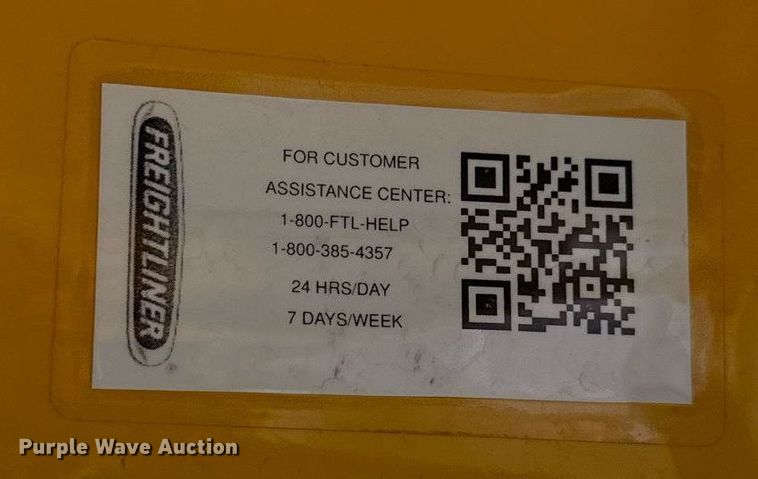 FREIGHTLINER
FOR CUSTOMER
ASSISTANCE CENTER:
1-800-FTL-HELP
1-800-385-4357
24 HRS/DAY
7 DAYS/WEEK
Purple Wave Auction